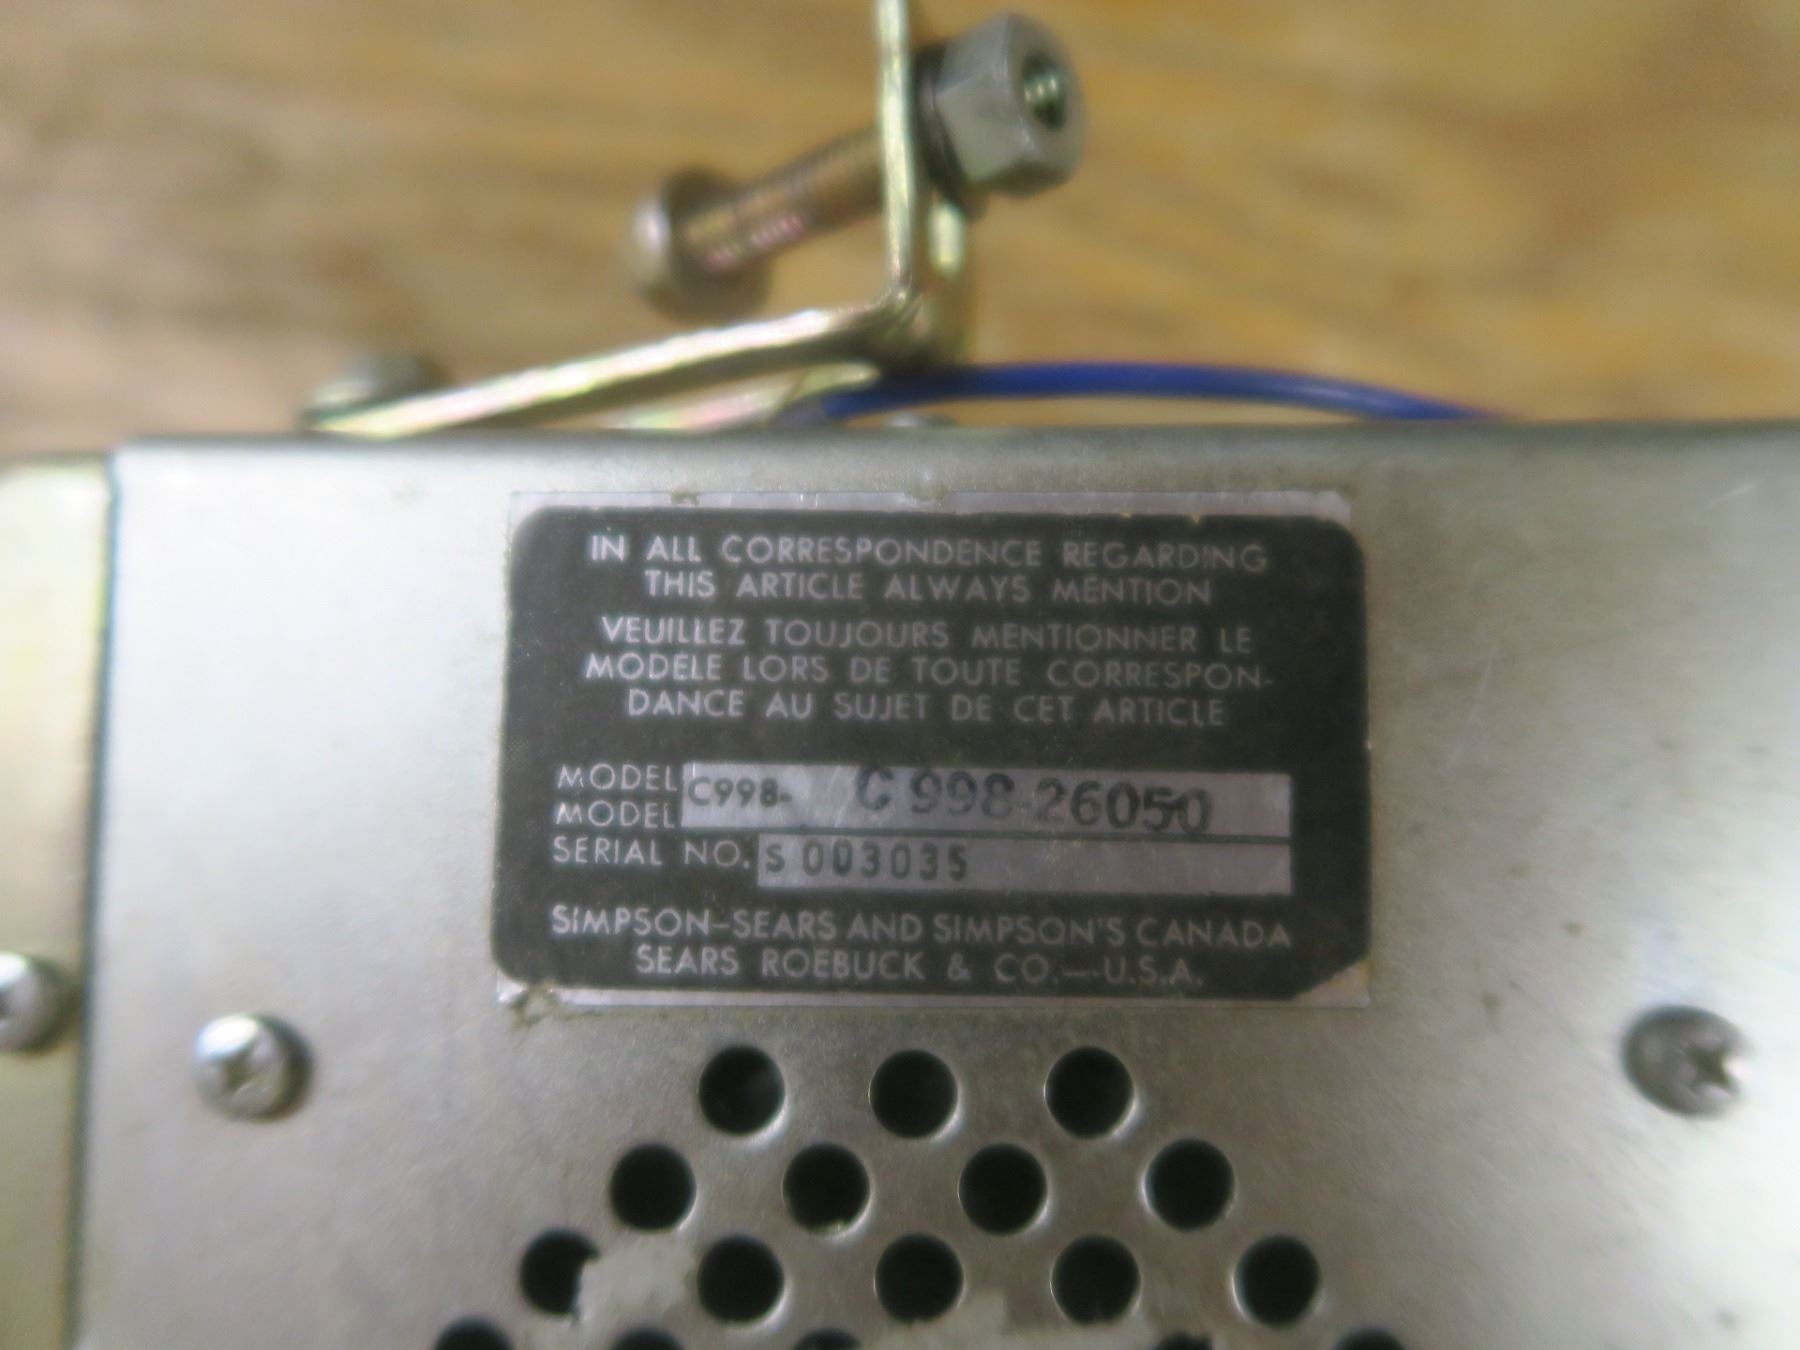 IN ALL CORRESPONDENCE REGARDING
THIS ARTICLE ALWAYS MENTION
VEUILLEZ TOUJOURS MENTIONNER LE
MODELE LORS DE TOUTE CORRESPON-
DANCE AU SUJET DE CET ARTICLE
MODEL C998- C998-26050
MODEL
SERIAL NO. S 003035
SIMPSON-SEARS AND SIMPSON'S CANADA
SEARS ROEBUCK & CO.—U.S.A.